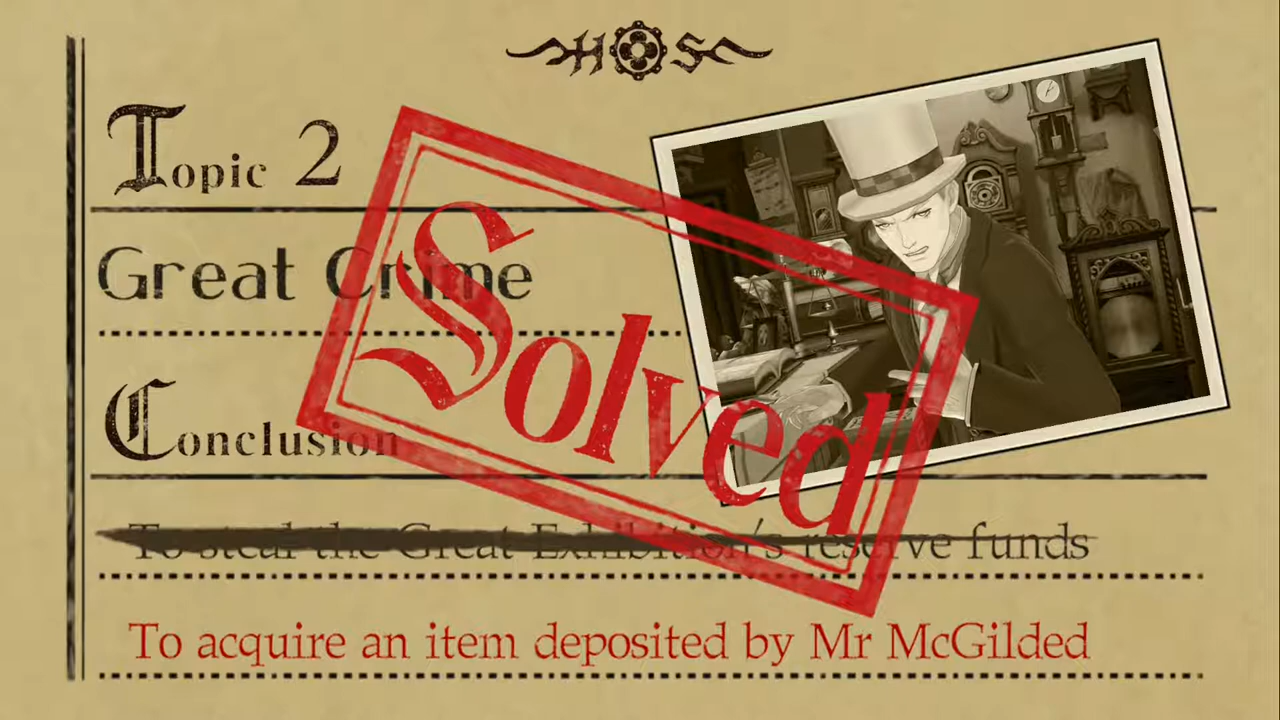 H S
Topic 2
Great Crime
Solved
Conclusion
To steal the Great Exhibition's reserve funds
To acquire an item deposited by Mr McGilded